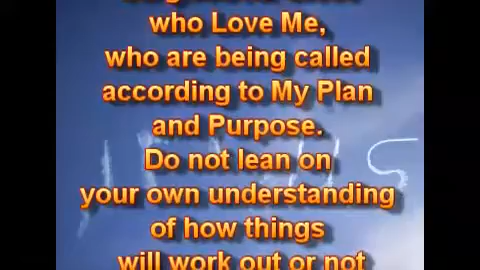 who Love Me,
who are being called
according to My Plan
and Purpose.
Do not lean on
your own understanding
of how things
will work out or not